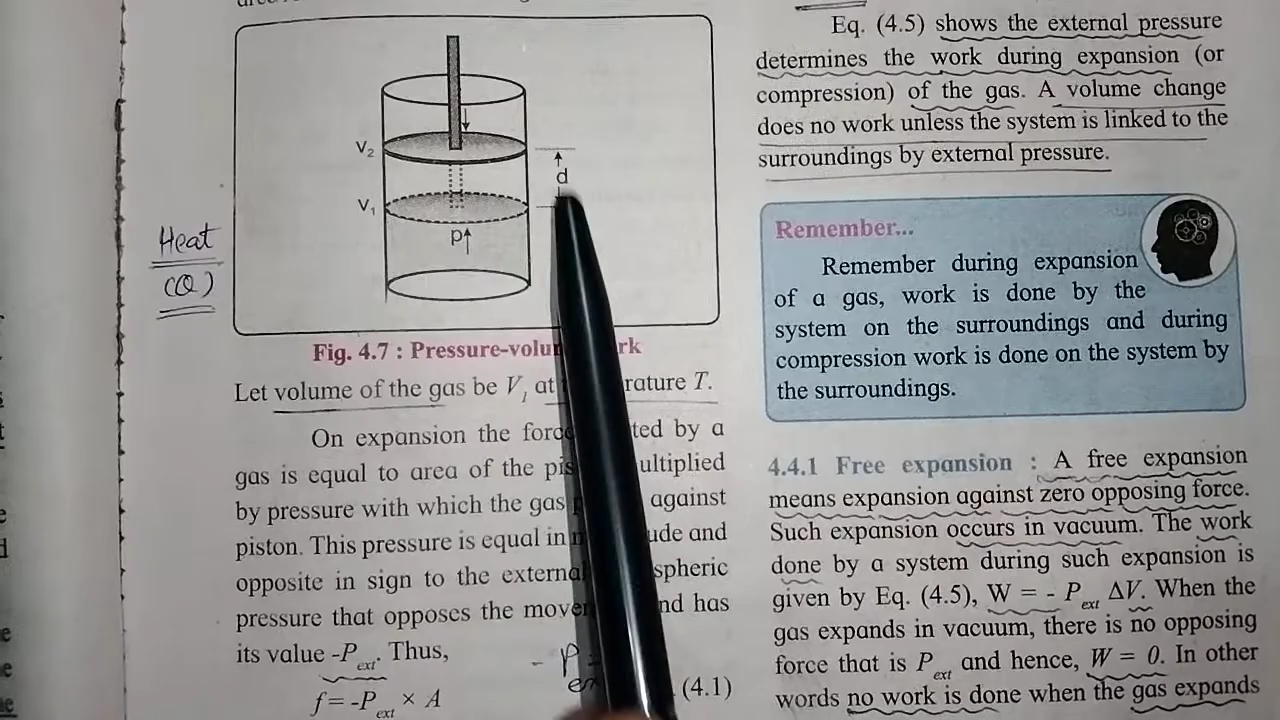 Heat
(Q)
V2
V1
d
P↑
Fig. 4.7 : Pressure-volu rk
Let volume of the gas be V1 at rature T.
On expansion the forc ted by a
gas is equal to area of the pis ultiplied
by pressure with which the gas against
piston. This pressure is equal in ude and
opposite in sign to the externa spheric
pressure that opposes the move nd has
its value -Pext. Thus,
f = -Pext × A (4.1)
Eq. (4.5) shows the external pressure
determines the work during expansion (or
compression) of the gas. A volume change
does no work unless the system is linked to the
surroundings by external pressure.
Remember...
Remember during expansion
of a gas, work is done by the
system on the surroundings and during
compression work is done on the system by
the surroundings.
4.4.1 Free expansion : A free expansion
means expansion against zero opposing force.
Such expansion occurs in vacuum. The work
done by a system during such expansion is
given by Eq. (4.5), W = - Pext ΔV. When the
gas expands in vacuum, there is no opposing
force that is Pext and hence, W = 0. In other
words no work is done when the gas expands